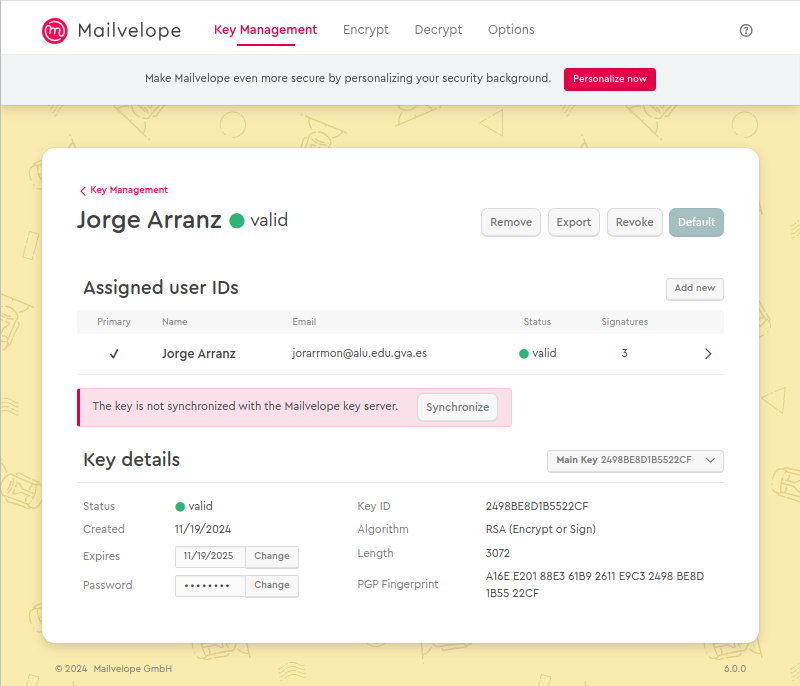 Mailvelope Key Management Encrypt Decrypt Options
Make Mailvelope even more secure by personalizing your security background. Personalize now
Key Management
Jorge Arranz valid Remove Export Revoke Default
Assigned user IDs Add new
Primary Name Email Status Signatures
Jorge Arranz jorarrmon@alu.edu.gva.es valid 3
The key is not synchronized with the Mailvelope key server. Synchronize
Key details Main Key 2498BE8D1B5522CF
Status valid Key ID 2498BE8D1B5522CF
Created 11/19/2024 Algorithm RSA (Encrypt or Sign)
Expires 11/19/2025 Change Length 3072
Password •••••••• Change PGP Fingerprint A16E E201 88E3 61B9 2611 E9C3 2498 BE8D
1B55 22CF
© 2024 Mailvelope GmbH 6.0.0